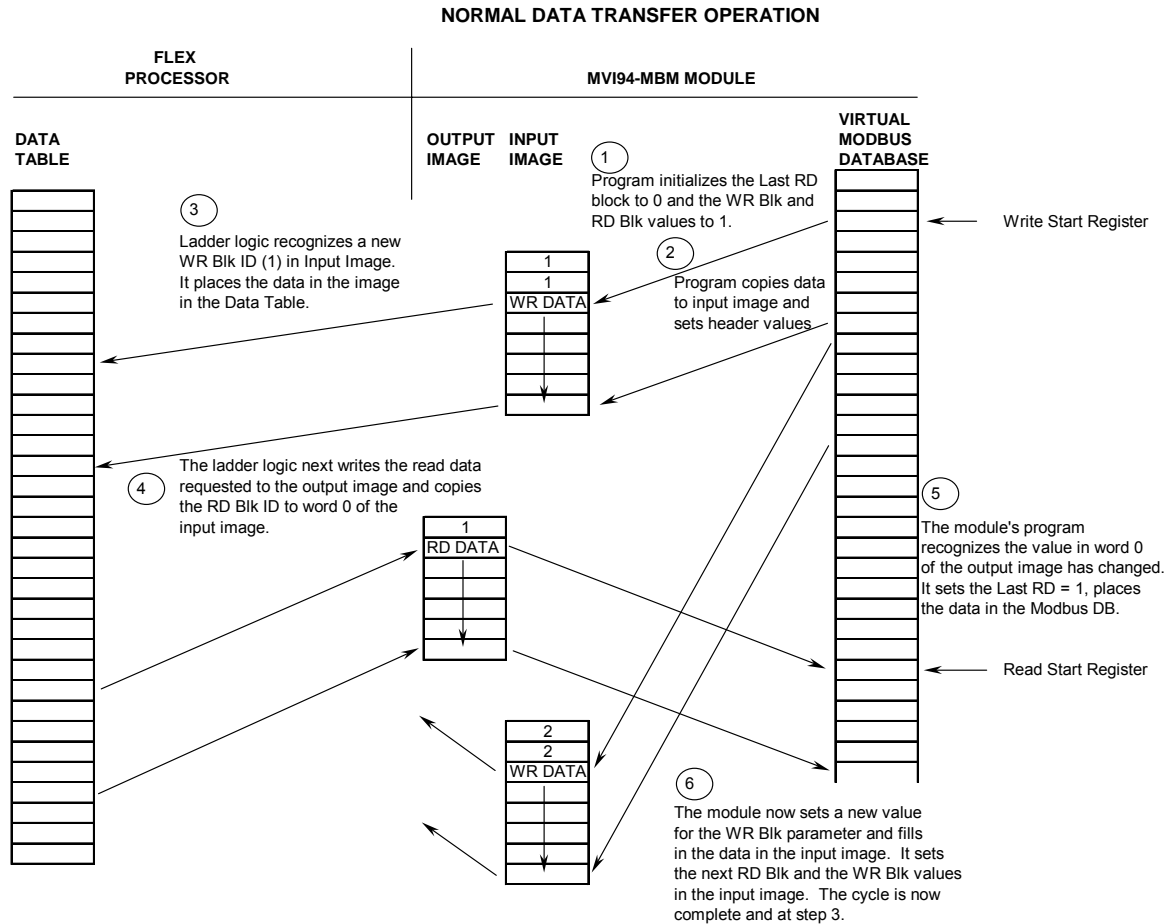 NORMAL DATA TRANSFER OPERATION
FLEX
PROCESSOR
MVI94-MBM MODULE
DATA
TABLE
OUTPUT
IMAGE
INPUT
IMAGE
VIRTUAL
MODBUS
DATABASE
1
Program initializes the Last RD
block to 0 and the WR Blk and
RD Blk values to 1.
Write Start Register
3
Ladder logic recognizes a new
WR Blk ID (1) in Input Image.
It places the data in the image
in the Data Table.
2
Program copies data
to input image and
sets header values
1
1
WR DATA
4
The ladder logic next writes the read data
requested to the output image and copies
the RD Blk ID to word 0 of the
input image.
1
RD DATA
5
The module's program
recognizes the value in word 0
of the output image has changed.
It sets the Last RD = 1, places
the data in the Modbus DB.
Read Start Register
2
2
WR DATA
6
The module now sets a new value
for the WR Blk parameter and fills
in the data in the input image. It sets
the next RD Blk and the WR Blk values
in the input image. The cycle is now
complete and at step 3.